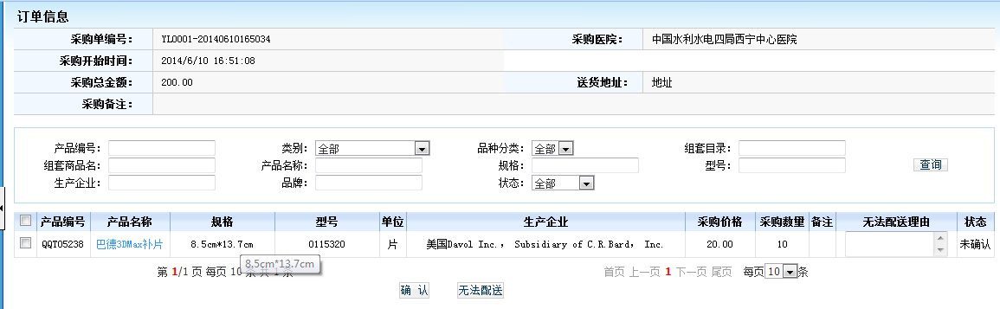 订单信息
采购单编号： YL0001-20140610165034 采购医院： 中国水利水电四局西宁中心医院
采购开始时间： 2014/6/10 16:51:08
采购总金额： 200.00 送货地址： 地址
采购备注：
产品编号： 类别： 全部 品种分类： 全部 组套目录：
组套商品名： 产品名称： 规格： 型号： 查询
生产企业： 品牌： 状态： 全部
产品编号 产品名称 规格 型号 单位 生产企业 采购价格 采购数量 备注 无法配送理由 状态
QQT05238 巴德3DMax补片 8.5cm*13.7cm 0115320 片 美国Davol Inc.， Subsidiary of C.R.Bard， Inc. 20.00 10 未确认
8.5cm*13.7cm
第 1/1 页 每页 10 条 共 1 条 首页 上一页 1 下一页 尾页 每页 10 条
确 认 无法配送